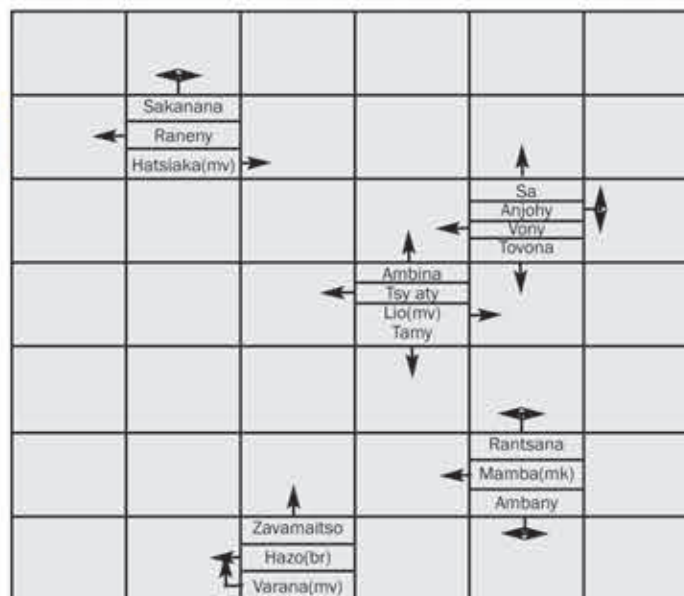 Sakanana
Raneny
Hatsiaka(mv)
Sa
Anjohy
Vony
Tovona
Ambina
Tsy aty
Lio(mv)
Tamy
Rantsana
Mamba(mk)
Ambany
Zavamaitso
Hazo(br)
Varana(mv)